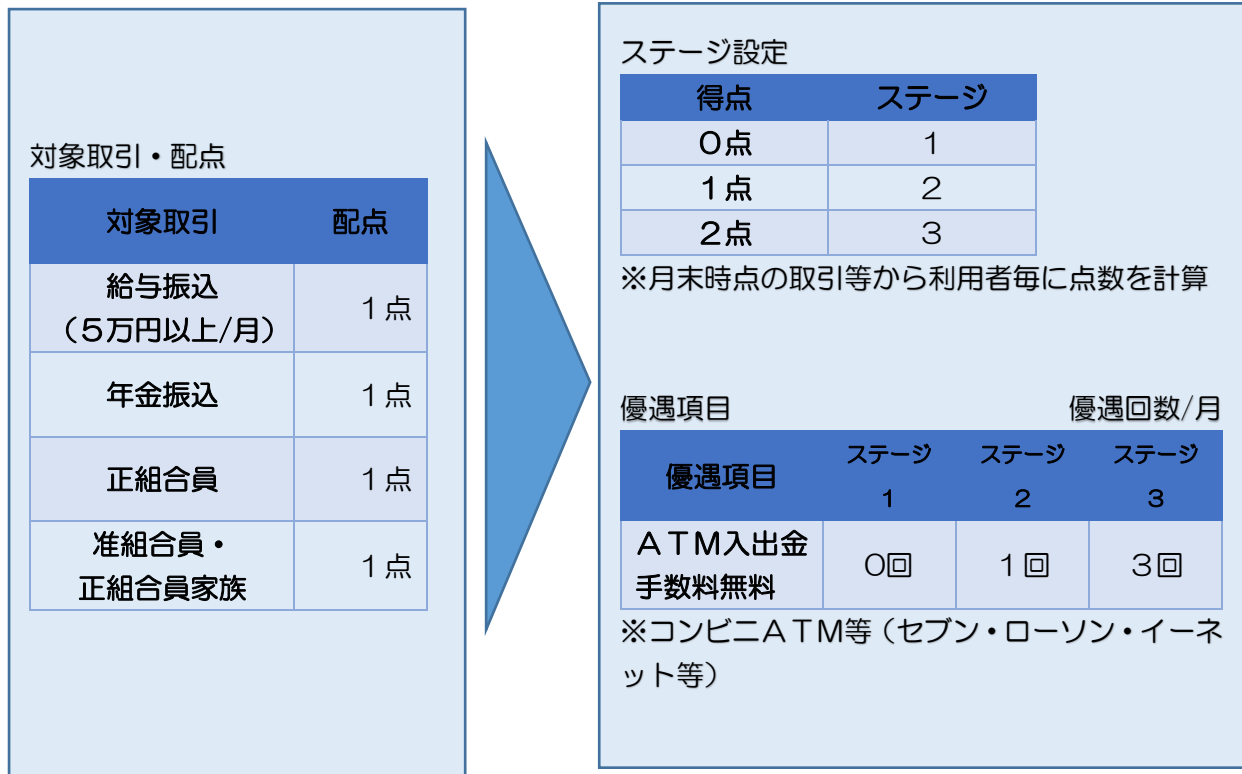 対象取引・配点
対象取引 配点
給与振込
（５万円以上/月） １点
年金振込 １点
正組合員 １点
准組合員・
正組合員家族 １点
ステージ設定
得点 ステージ
０点 １
１点 ２
２点 ３
※月末時点の取引等から利用者毎に点数を計算
優遇項目 優遇回数/月
優遇項目 ステージ１ ステージ２ ステージ３
ＡＴＭ入出金
手数料無料 ０回 １回 ３回
※コンビニＡＴＭ等（セブン・ローソン・イーネ
ット等）